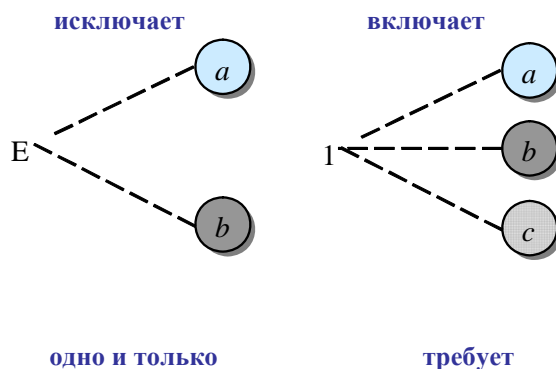 исключает
включает
a
a
E
1
b
b
c
одно и только
требует